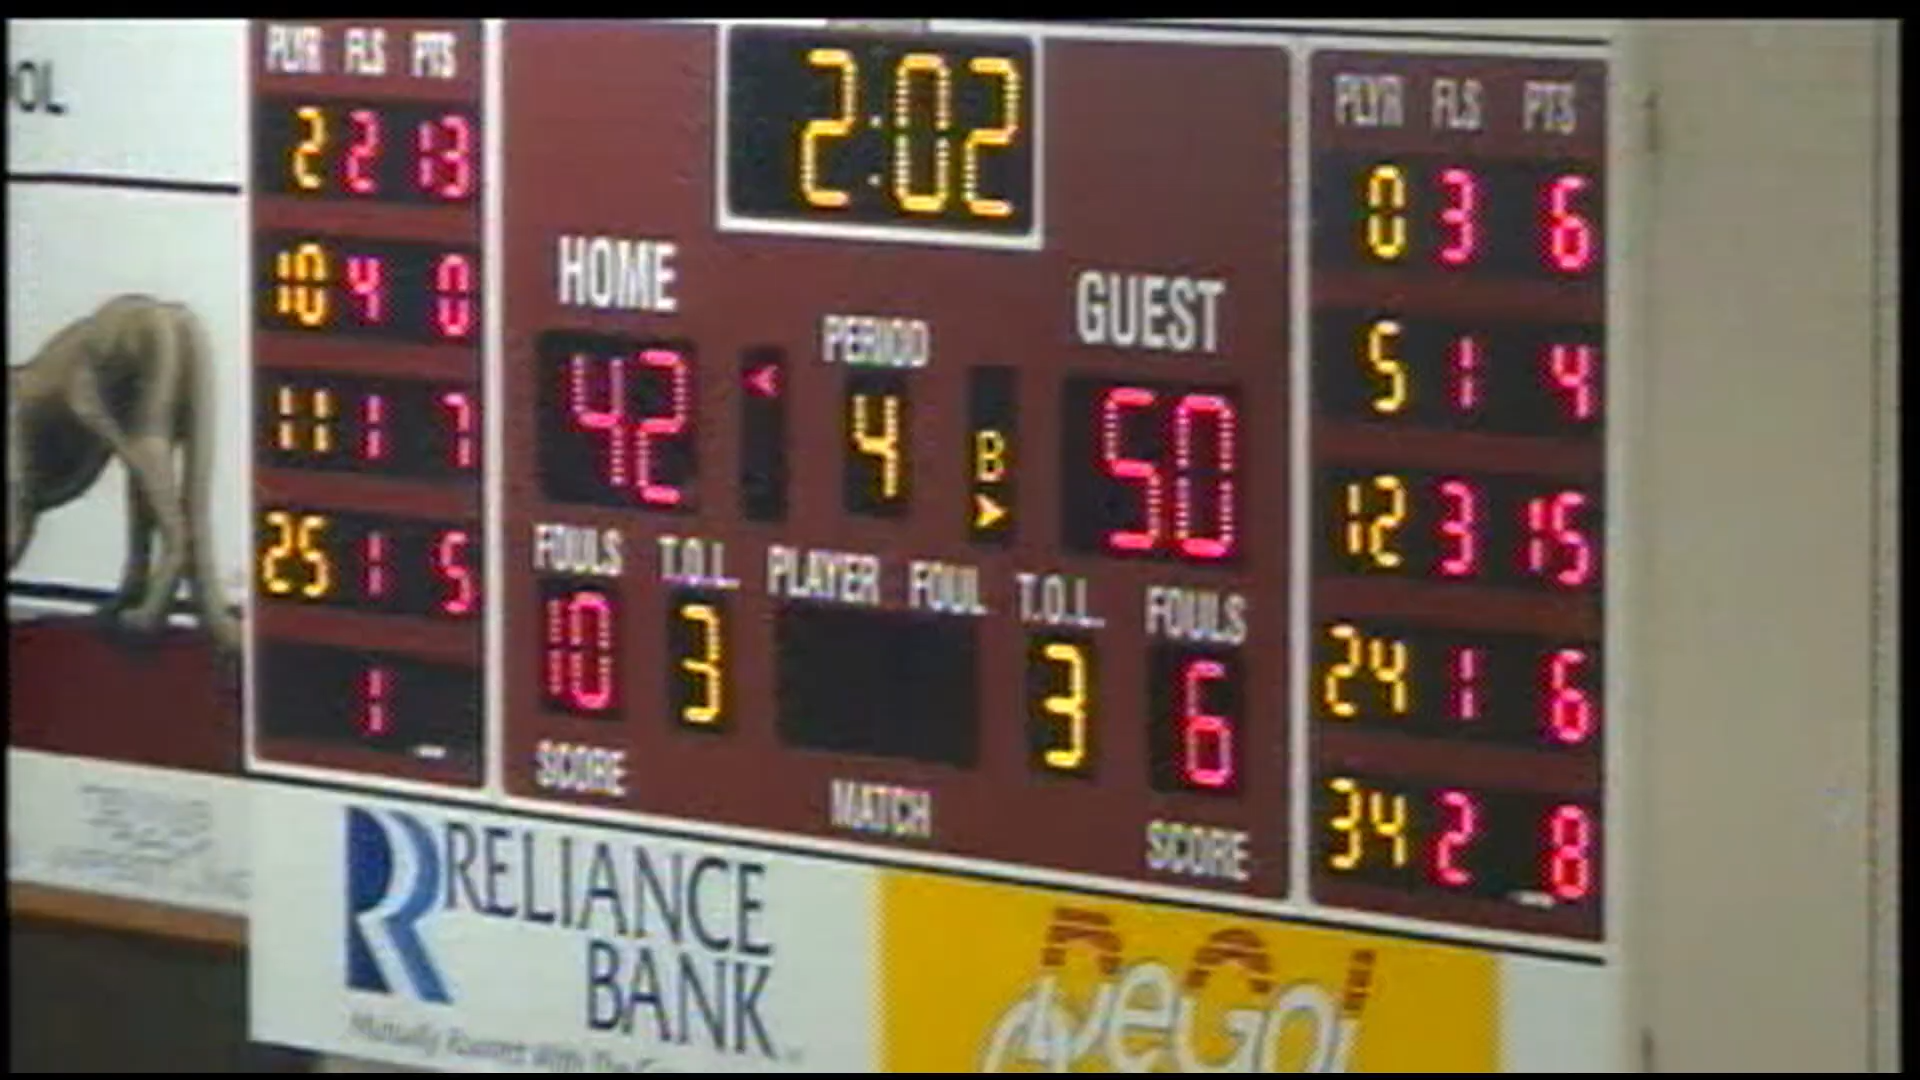 OL
PLYR FLS PTS
2 2 13
10 4 0
11 1 7
25 1 5
1
2:02
HOME
GUEST
PERIOD
42
4
B
50
FOULS T.O.L. PLAYER FOUL T.O.L. FOULS
10 3 3 6
SCORE
MATCH
SCORE
PLYR FLS PTS
0 3 6
5 1 4
12 3 15
24 1 6
34 2 8
RELIANCE
BANK
Mutually